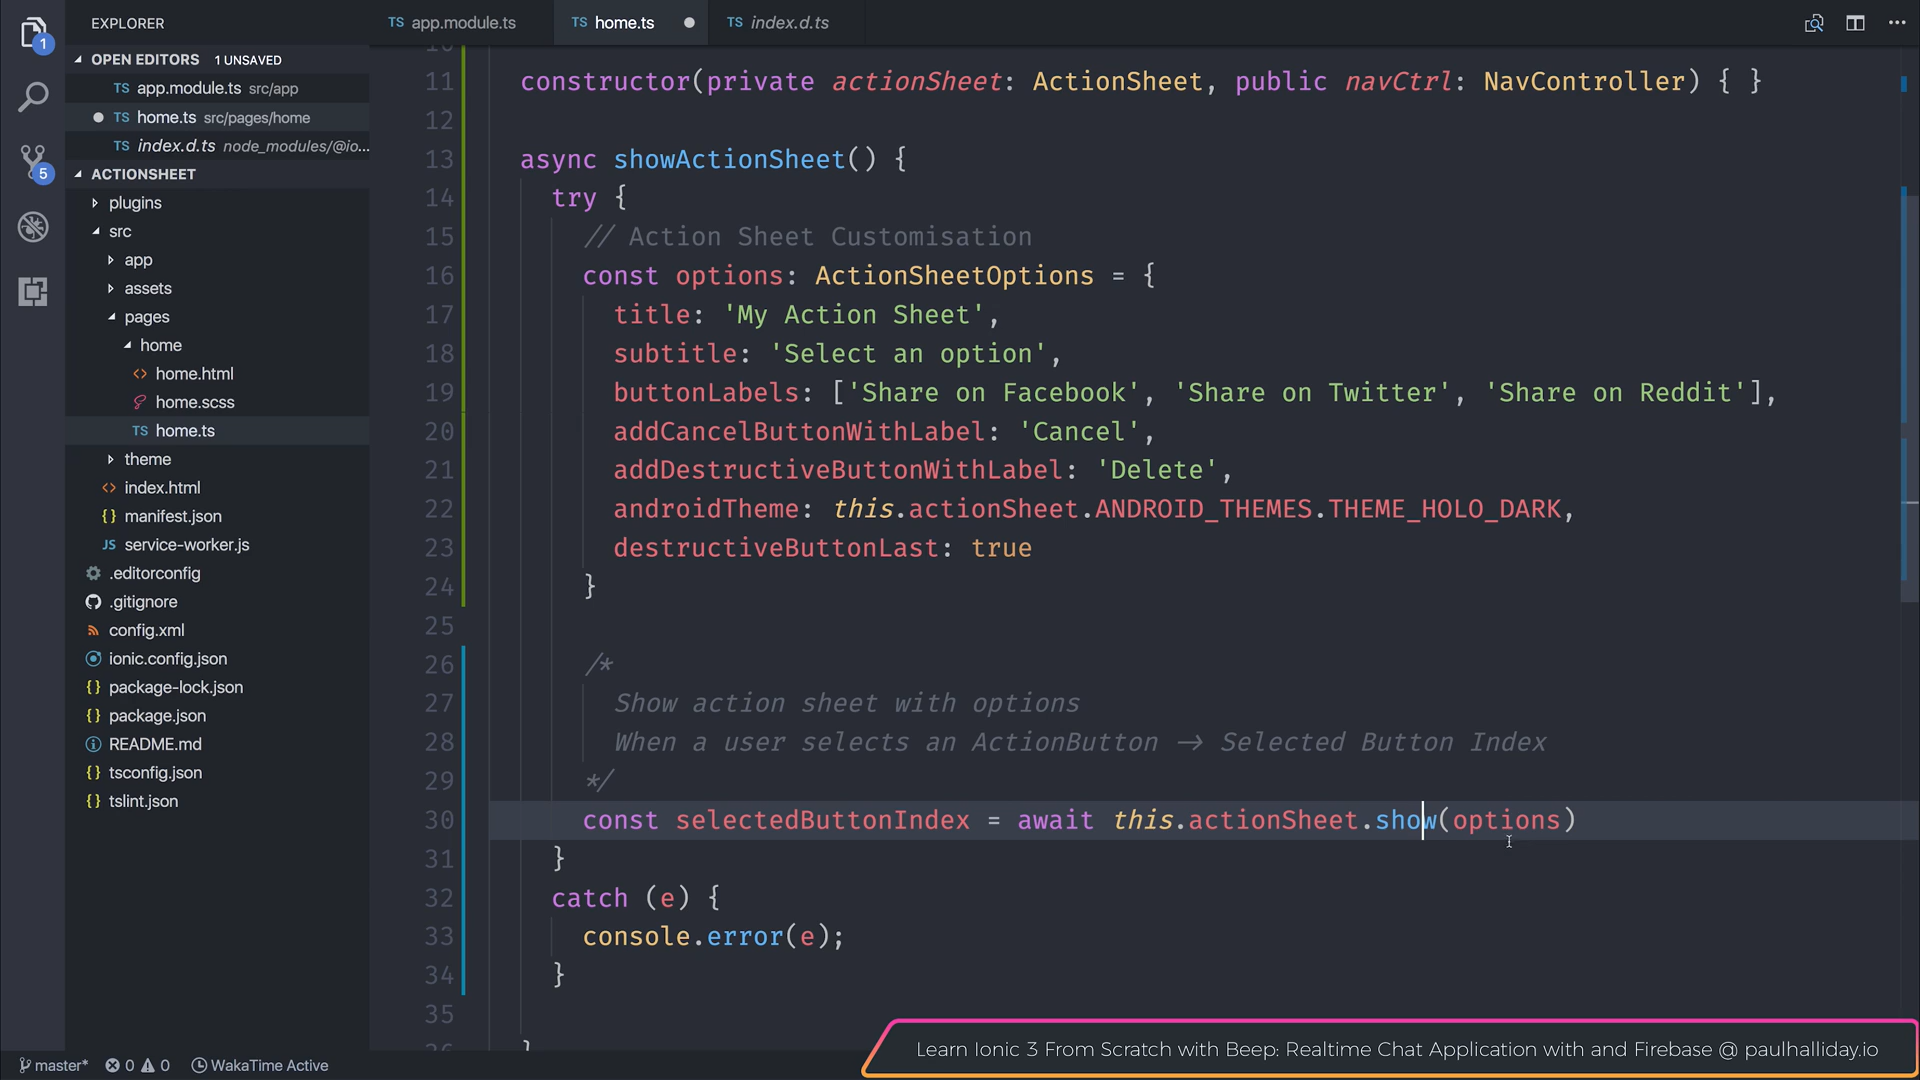 EXPLORER
TS app.module.ts
TS home.ts
TS index.d.ts
1
OPEN EDITORS 1 UNSAVED
TS app.module.ts src/app
TS home.ts src/pages/home
TS index.d.ts node_modules/@io...
5
ACTIONSHEET
plugins
src
app
assets
pages
home
<> home.html
home.scss
TS home.ts
theme
<> index.html
{} manifest.json
JS service-worker.js
.editorconfig
.gitignore
config.xml
ionic.config.json
{} package-lock.json
{} package.json
README.md
{} tsconfig.json
{} tslint.json
10
11 constructor(private actionSheet: ActionSheet, public navCtrl: NavController) { }
12
13 async showActionSheet() {
14 try {
15 // Action Sheet Customisation
16 const options: ActionSheetOptions = {
17 title: 'My Action Sheet',
18 subtitle: 'Select an option',
19 buttonLabels: ['Share on Facebook', 'Share on Twitter', 'Share on Reddit'],
20 addCancelButtonWithLabel: 'Cancel',
21 addDestructiveButtonWithLabel: 'Delete',
22 androidTheme: this.actionSheet.ANDROID_THEMES.THEME_HOLO_DARK,
23 destructiveButtonLast: true
24 }
25
26 /*
27 Show action sheet with options
28 When a user selects an ActionButton → Selected Button Index
29 */
30 const selectedButtonIndex = await this.actionSheet.show(options)
31 }
32 catch (e) {
33 console.error(e);
34 }
35
36 }
master* 0 0 WakaTime Active
Learn Ionic 3 From Scratch with Beep: Realtime Chat Application with and Firebase @ paulhalliday.io